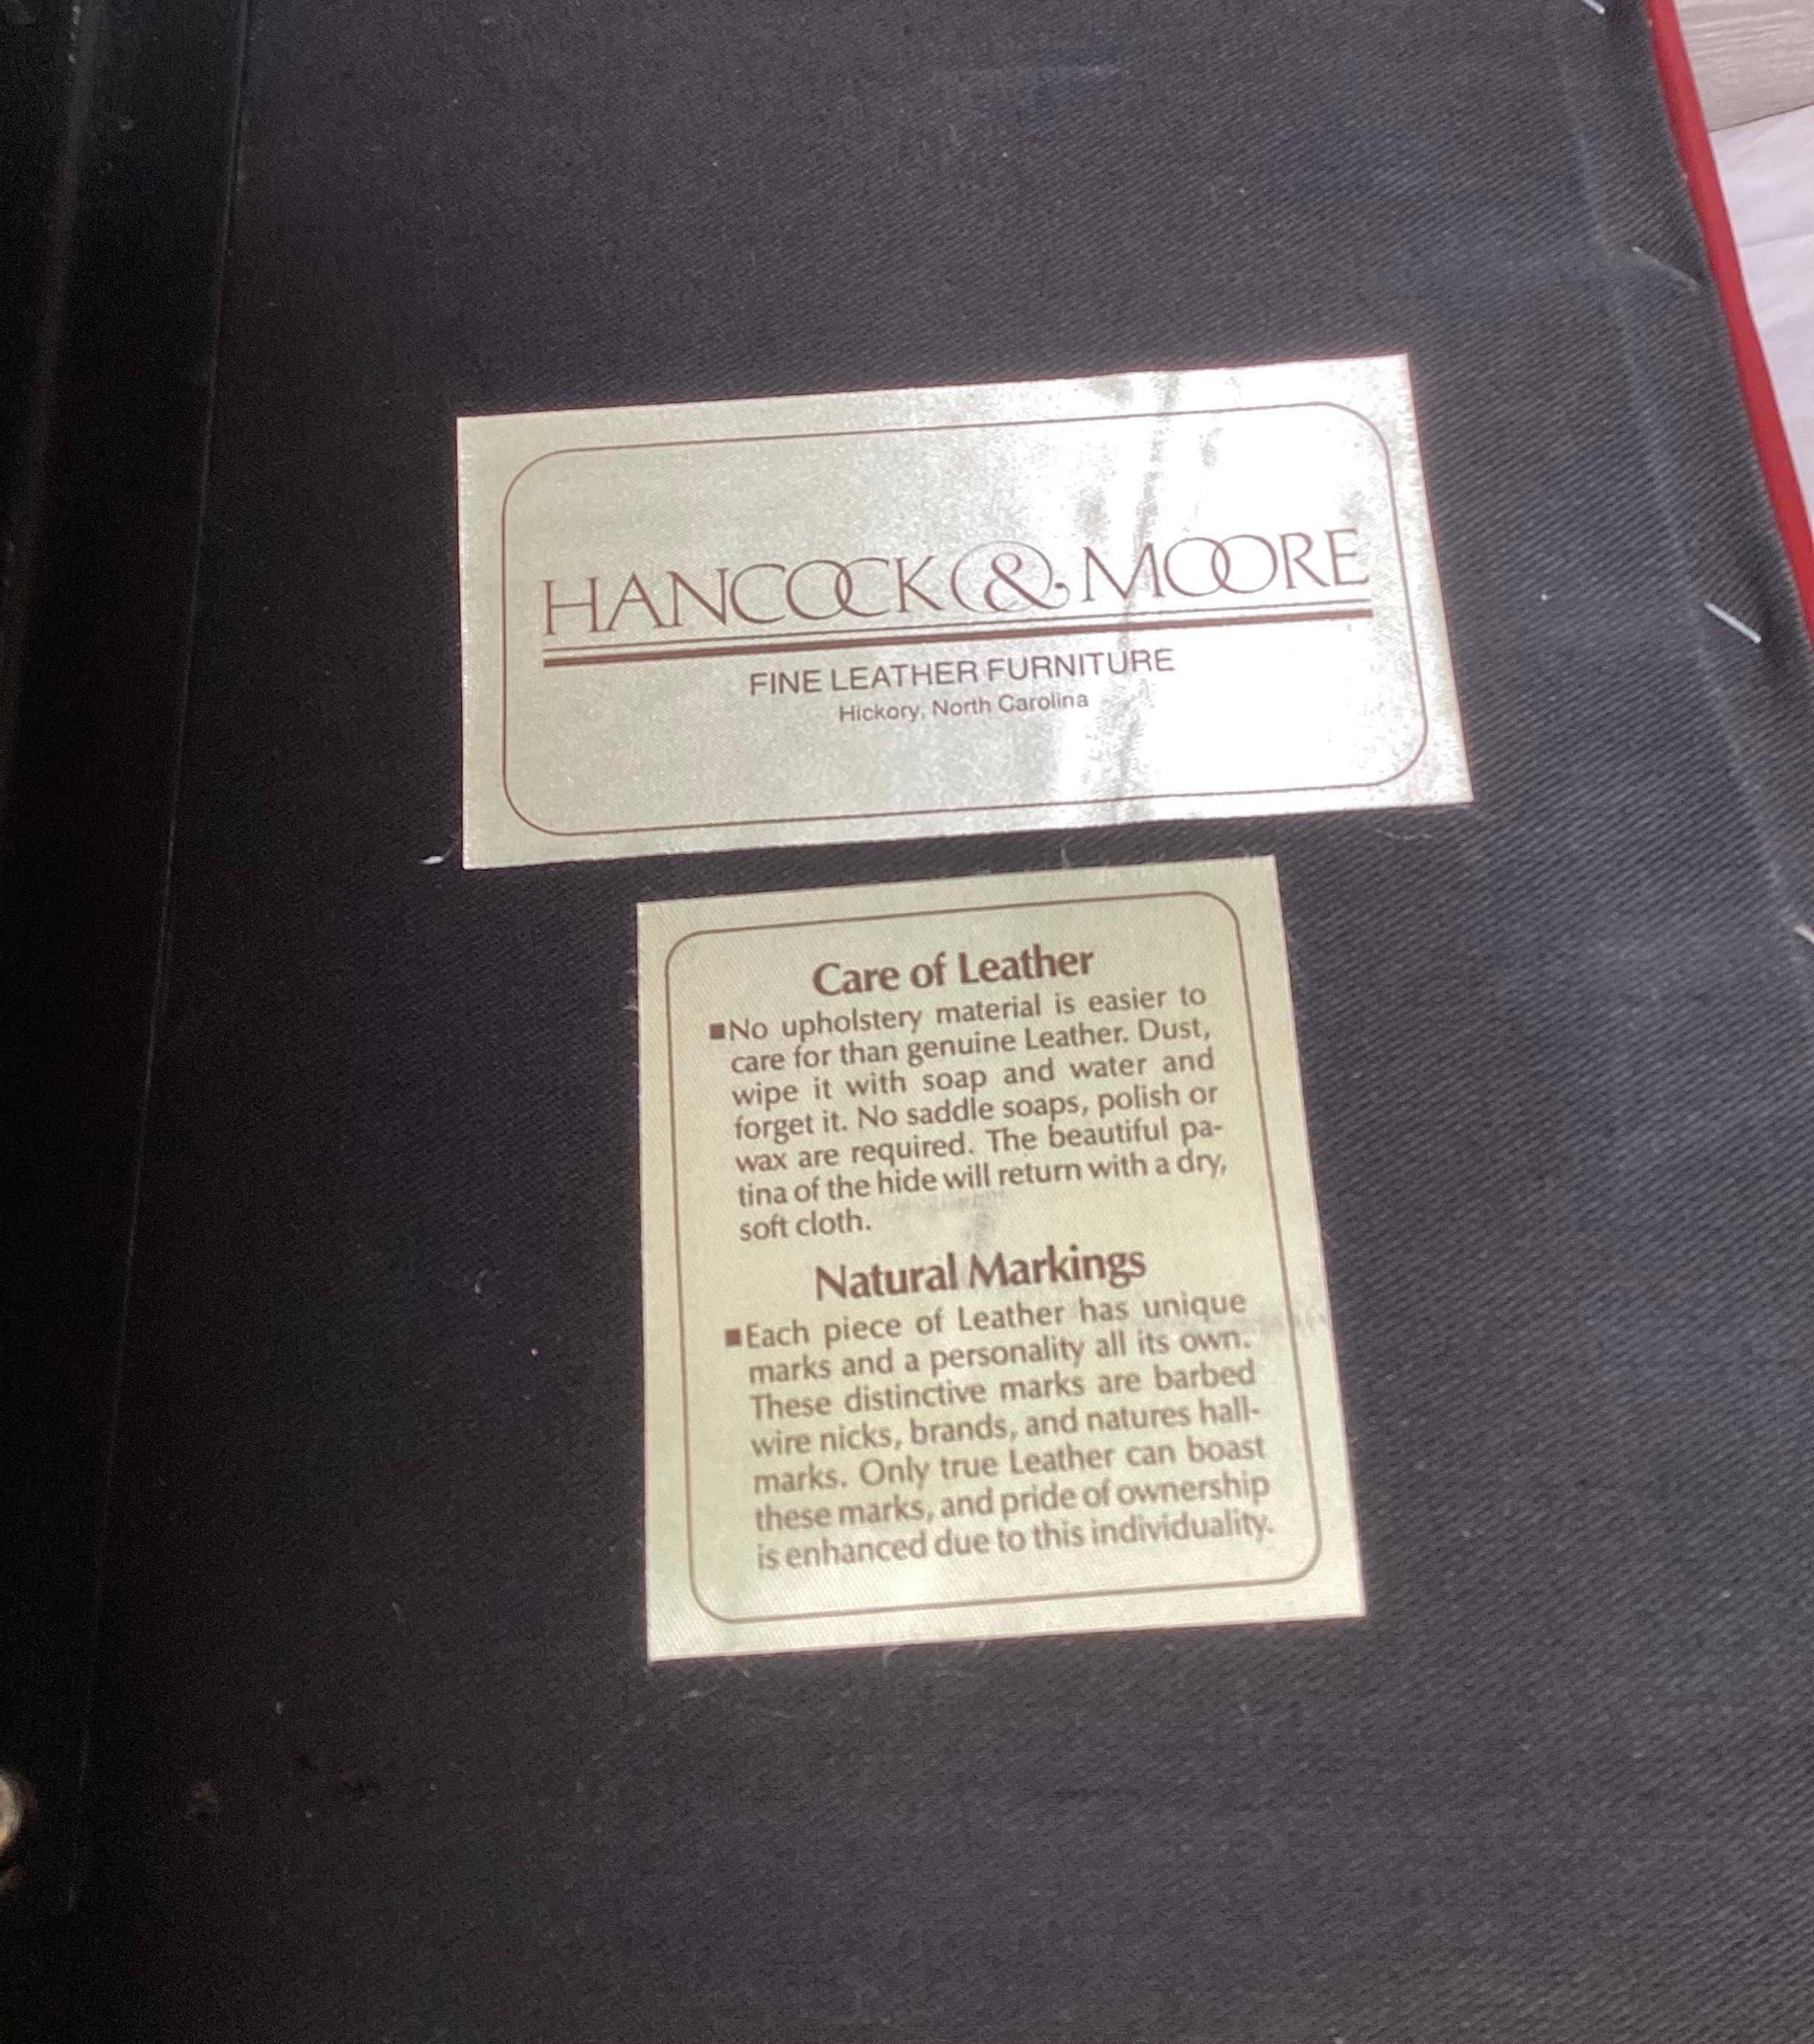 HANCOCK & MOORE
FINE LEATHER FURNITURE
Hickory, North Carolina
Care of Leather
■No upholstery material is easier to
care for than genuine Leather. Dust,
wipe it with soap and water and
forget it. No saddle soaps, polish or
wax are required. The beautiful pa-
tina of the hide will return with a dry,
soft cloth.
Natural Markings
■Each piece of Leather has unique
marks and a personality all its own.
These distinctive marks are barbed
wire nicks, brands, and natures hall-
marks. Only true Leather can boast
these marks, and pride of ownership
is enhanced due to this individuality.